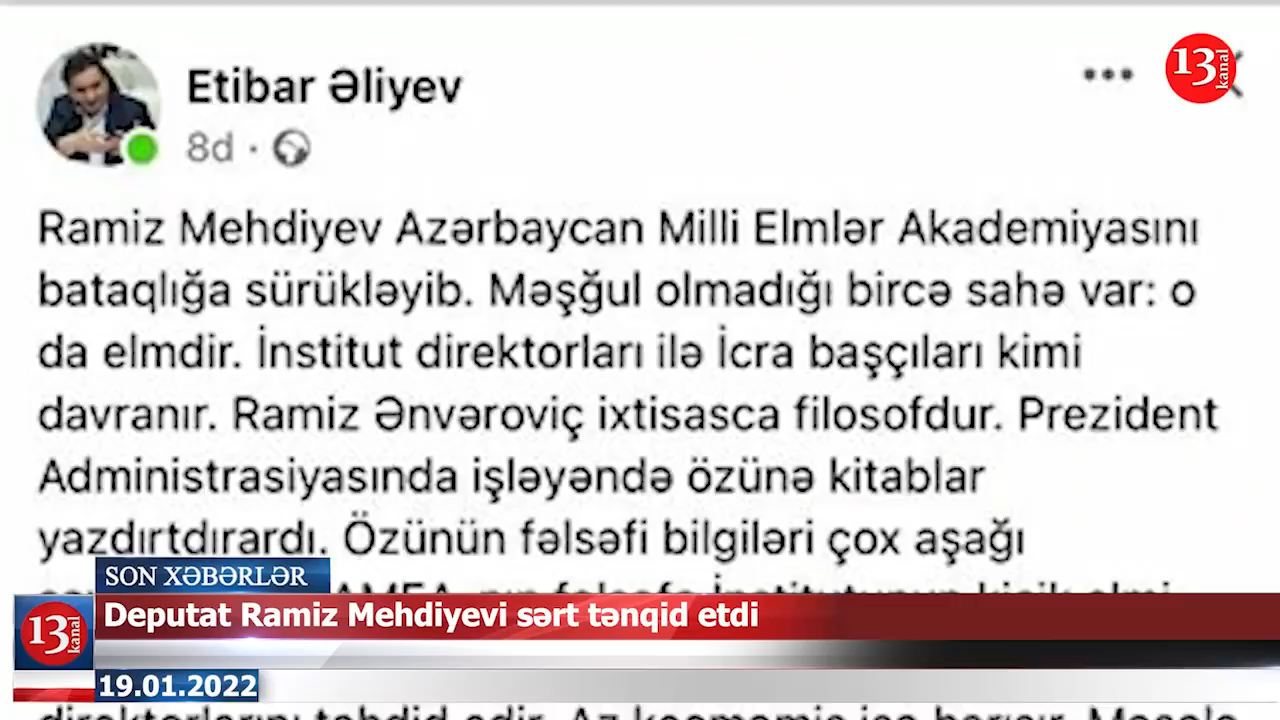 Etibar Əliyev
8d ·
13 kanal
Ramiz Mehdiyev Azərbaycan Milli Elmlər Akademiyasını
bataqlığa sürükləyib. Məşğul olmadığı bircə sahə var: o
da elmdir. İnstitut direktorları ilə İcra başçıları kimi
davranır. Ramiz Ənvəroviç ixtisasca filosofdur. Prezident
Administrasiyasında işləyəndə özünə kitablar
yazdırtdırardı. Özünün fəlsəfi bilgiləri çox aşağı
SON XƏBƏRLƏR
Deputat Ramiz Mehdiyevi sərt tənqid etdi
13 kanal
19.01.2022